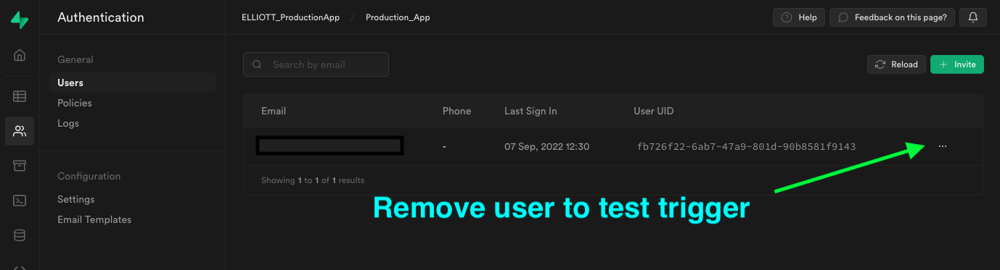 Authentication
ELLIOTT_ProductionApp / Production_App
Help
Feedback on this page?
General
Users
Policies
Logs
Configuration
Settings
Email Templates
Search by email
Reload
+ Invite
Email Phone Last Sign In User UID
- 07 Sep, 2022 12:30 fb726f22-6ab7-47a9-801d-90b8581f9143 ...
Showing 1 to 1 of 1 results
Remove user to test trigger